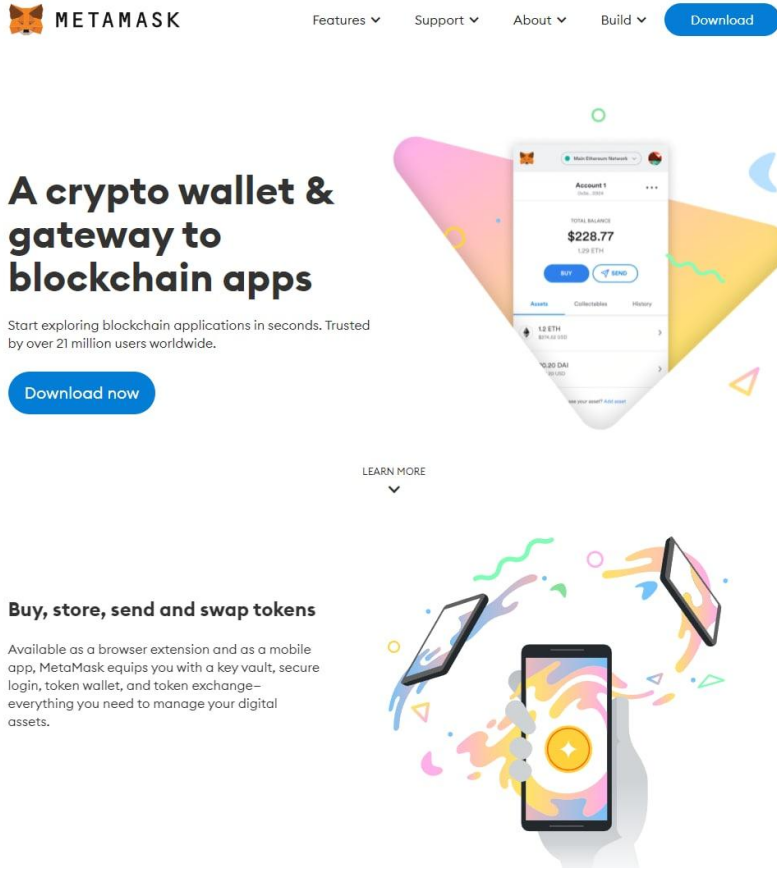 METAMASK
Features
Support
About
Build
Download
A crypto wallet &
gateway to
blockchain apps
Start exploring blockchain applications in seconds. Trusted
by over 21 million users worldwide.
Download now
Main Ethereum Network
Account 1
TOTAL BALANCE
$228.77
1.29 ETH
BUY
SEND
Assets
Collectables
History
1.2 ETH
DAI
Add asset
LEARN MORE
Buy, store, send and swap tokens
Available as a browser extension and as a mobile
app, MetaMask equips you with a key vault, secure
login, token wallet, and token exchange—
everything you need to manage your digital
assets.